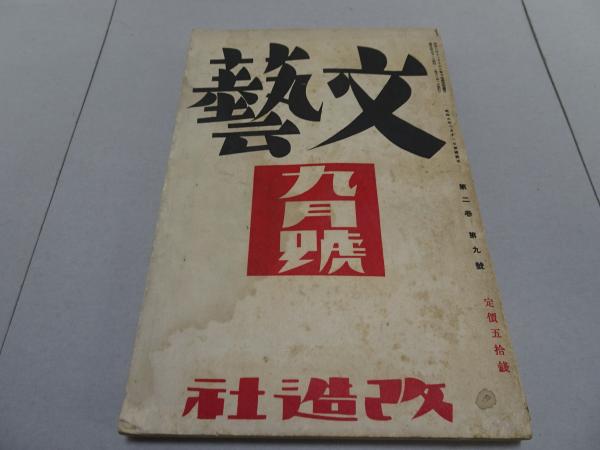 文藝
九月號
第二卷第九號
定價五拾錢
改造社